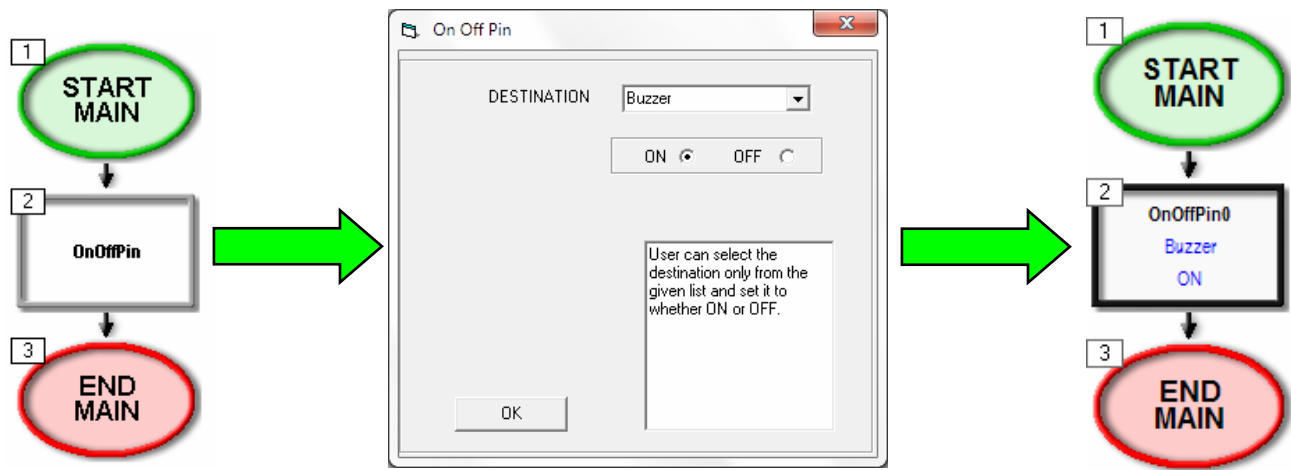 1
START
MAIN
2
OnOffPin
3
END
MAIN
On Off Pin
x
DESTINATION Buzzer
ON OFF
User can select the
destination only from the
given list and set it to
whether ON or OFF.
OK
1
START
MAIN
2
OnOffPin0
Buzzer
ON
3
END
MAIN